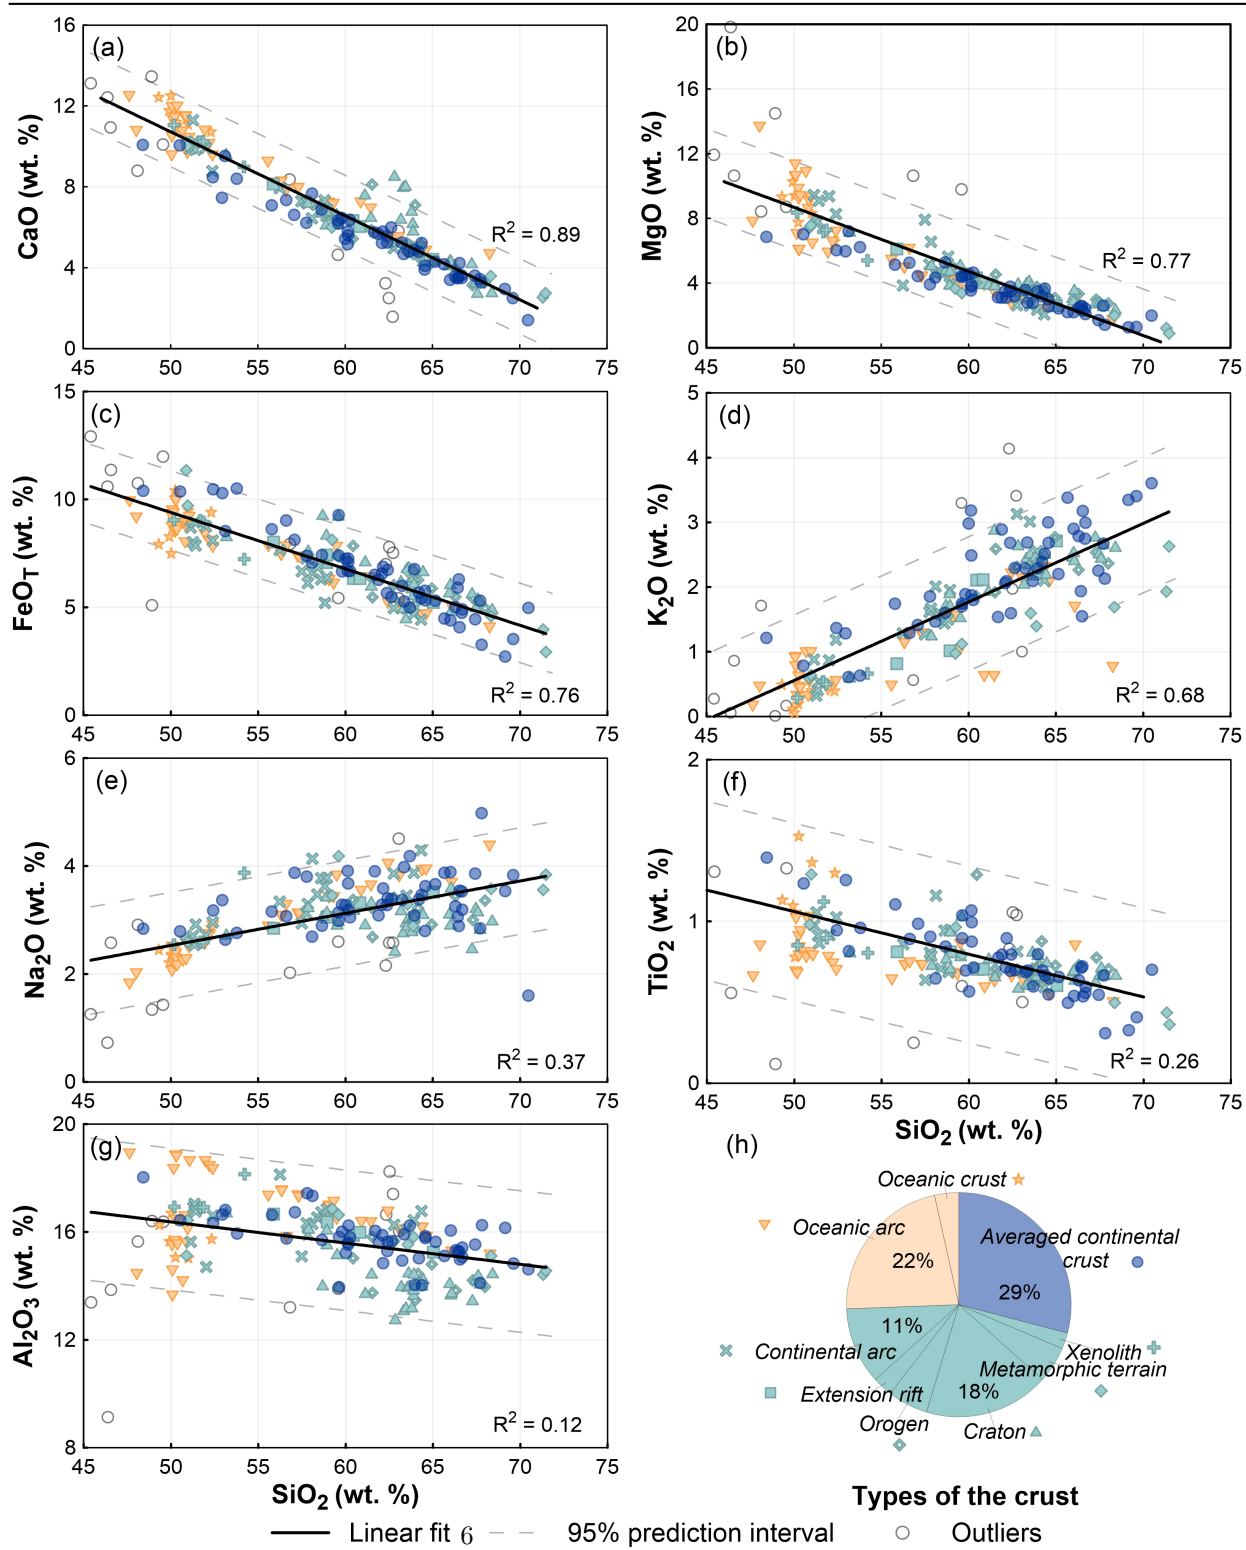 (a)
CaO (wt. %)
16
12
8
4
0
R² = 0.89
45 50 55 60 65 70 75
(b)
MgO (wt. %)
20
16
12
8
4
0
R² = 0.77
45 50 55 60 65 70 75
(c)
FeO_T (wt. %)
15
10
5
0
R² = 0.76
45 50 55 60 65 70 75
(d)
K₂O (wt. %)
5
4
3
2
1
0
R² = 0.68
45 50 55 60 65 70 75
(e)
Na₂O (wt. %)
6
4
2
0
R² = 0.37
45 50 55 60 65 70 75
(f)
TiO₂ (wt. %)
2
1
0
R² = 0.26
45 50 55 60 65 70 75
SiO₂ (wt. %)
(g)
Al₂O₃ (wt. %)
20
16
12
8
R² = 0.12
45 50 55 60 65 70 75
SiO₂ (wt. %)
(h)
Oceanic crust
Oceanic arc
22%
Averaged continental
crust
29%
11%
Continental arc
Xenolith
Metamorphic terrain
Extension rift
18%
Orogen
Craton
Types of the crust
Linear fit 6 95% prediction interval Outliers